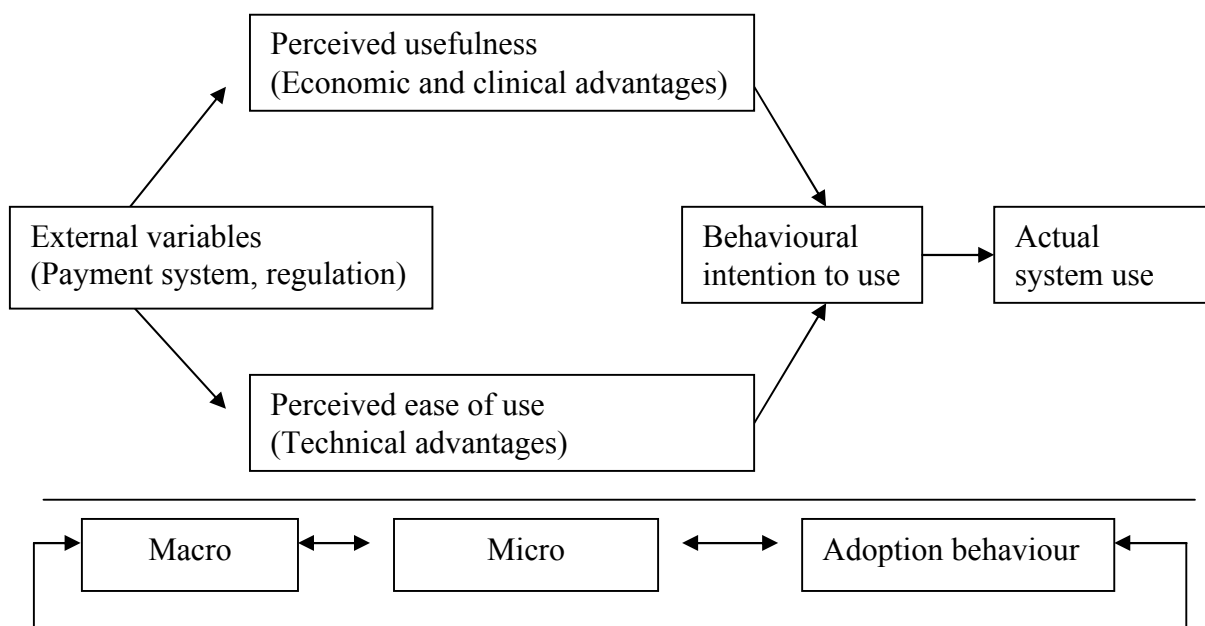 Perceived usefulness
(Economic and clinical advantages)
External variables
(Payment system, regulation)
Behavioural
intention to use
Actual
system use
Perceived ease of use
(Technical advantages)
Macro
Micro
Adoption behaviour